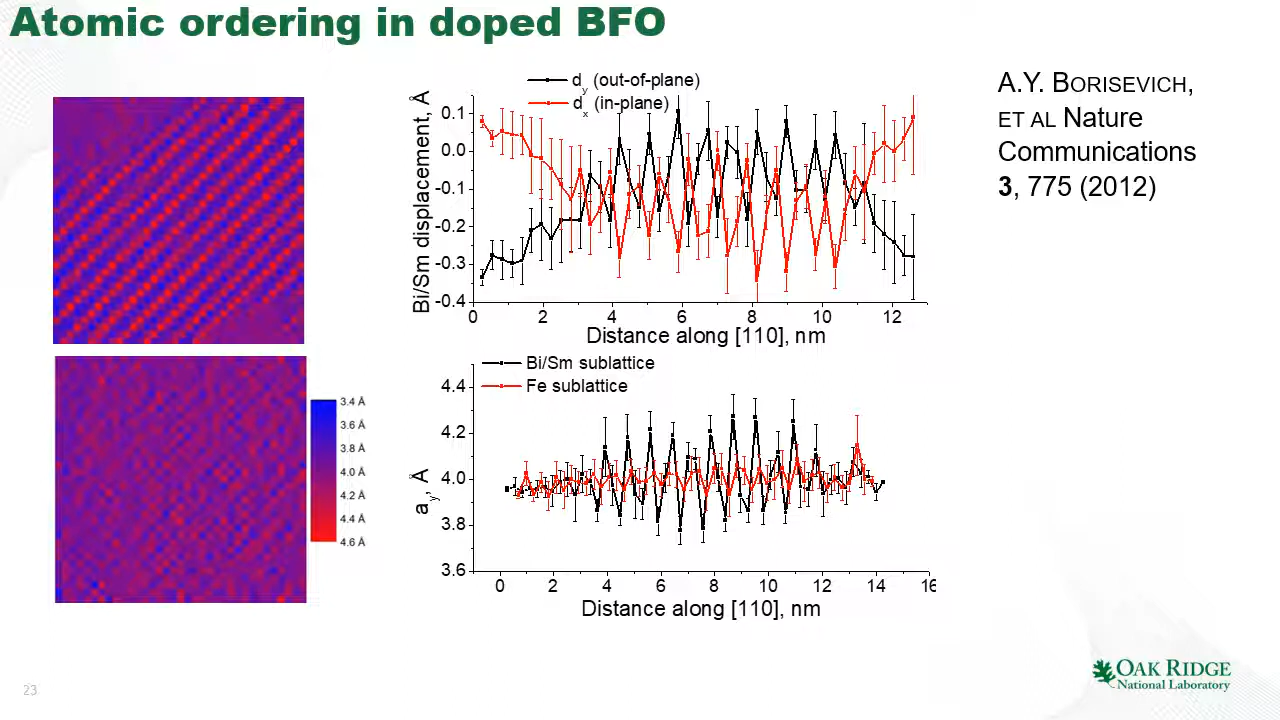 Atomic ordering in doped BFO
d_y (out-of-plane)
d_x (in-plane)
Bi/Sm displacement, Å
0.1
0.0
-0.1
-0.2
-0.3
-0.4
0 2 4 6 8 10 12
Distance along [110], nm
A.Y. BORISEVICH,
ET AL Nature
Communications
3, 775 (2012)
3.4 Å
3.6 Å
3.8 Å
4.0 Å
4.2 Å
4.4 Å
4.6 Å
Bi/Sm sublattice
Fe sublattice
a_y, Å
4.4
4.2
4.0
3.8
3.6
0 2 4 6 8 10 12 14 16
Distance along [110], nm
23
OAK RIDGE
National Laboratory